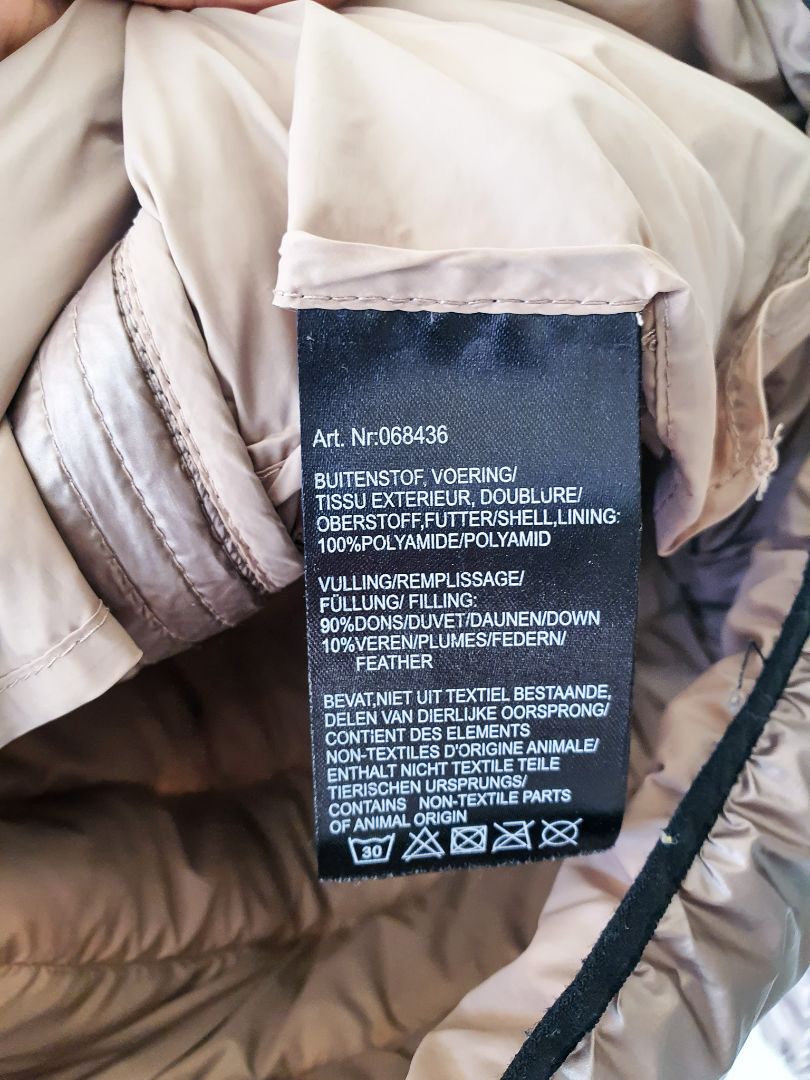 Art. Nr:068436
BUITENSTOF, VOERING/
TISSU EXTERIEUR, DOUBLURE/
OBERSTOFF,FUTTER/SHELL,LINING:
100%POLYAMIDE/POLYAMID
VULLING/REMPLISSAGE/
FÜLLUNG/ FILLING:
90%DONS/DUVET/DAUNEN/DOWN
10%VEREN/PLUMES/FEDERN/
FEATHER
BEVAT,NIET UIT TEXTIEL BESTAANDE,
DELEN VAN DIERLIJKE OORSPRONG/
CONTIENT DES ELEMENTS
NON-TEXTILES D'ORIGINE ANIMALE/
ENTHALT NICHT TEXTILE TEILE
TIERISCHEN URSPRUNGS/
CONTAINS NON-TEXTILE PARTS
OF ANIMAL ORIGIN
30